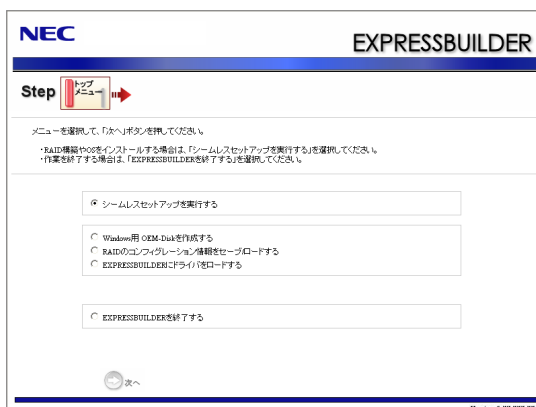 NEC
EXPRESSBUILDER
Step
トップ
メニュー
メニューを選択して、「次へ」ボタンを押してください。
・RAID構築やOSをインストールする場合は、「シームレスセットアップを実行する」を選択してください。
・作業を終了する場合は、「EXPRESSBUILDERを終了する」を選択してください。
シームレスセットアップを実行する
Windows用 OEM-Diskを作成する
RAIDのコンフィグレーション情報をセーブ/ロードする
EXPRESSBUILDERにドライバをロードする
EXPRESSBUILDERを終了する
次へ